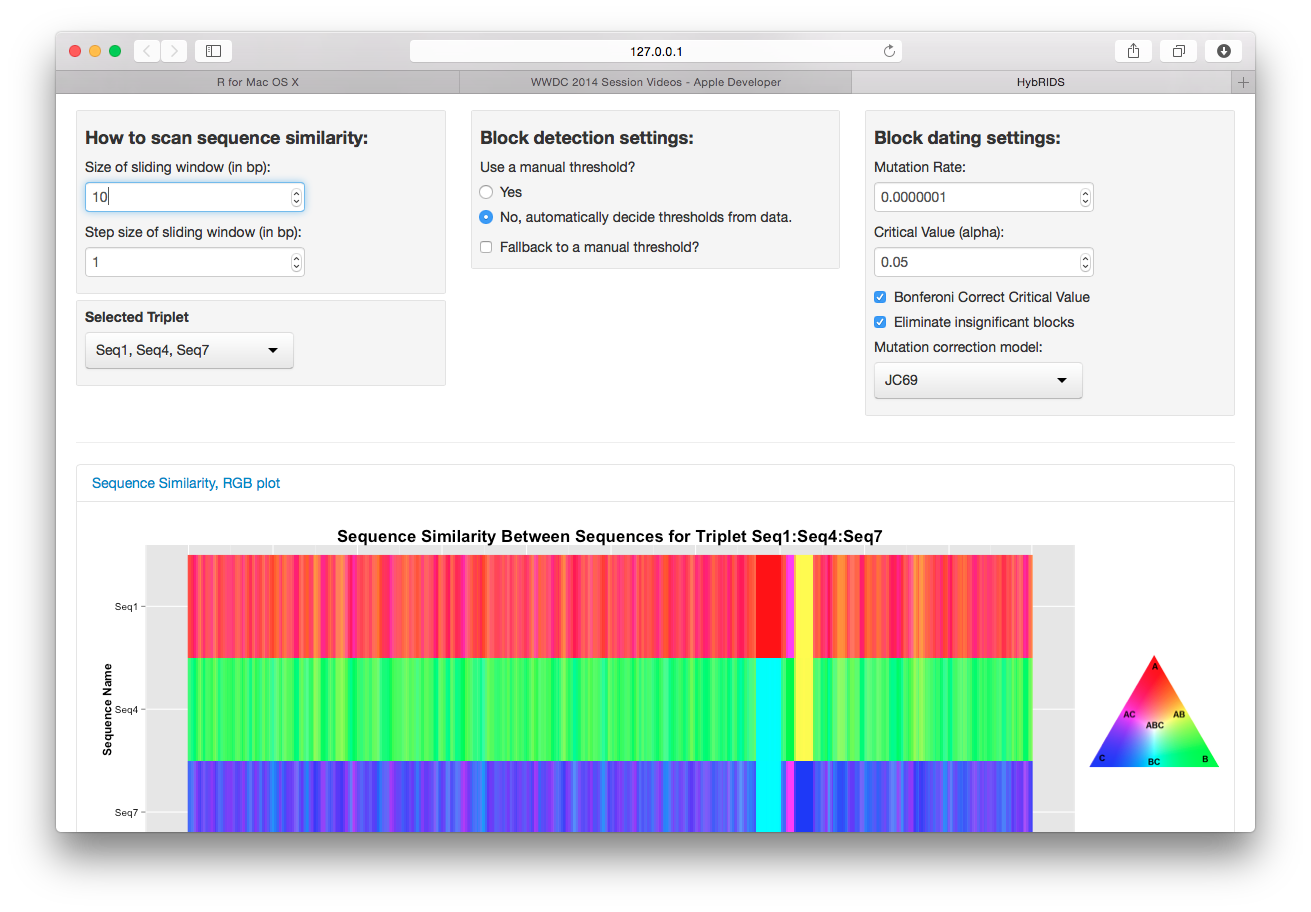 127.0.0.1
R for Mac OS X
WWDC 2014 Session Videos - Apple Developer
HybRIDS
How to scan sequence similarity:
Size of sliding window (in bp):
10
Step size of sliding window (in bp):
1
Selected Triplet
Seq1, Seq4, Seq7
Block detection settings:
Use a manual threshold?
Yes
No, automatically decide thresholds from data.
Fallback to a manual threshold?
Block dating settings:
Mutation Rate:
0.0000001
Critical Value (alpha):
0.05
Bonferoni Correct Critical Value
Eliminate insignificant blocks
Mutation correction model:
JC69
Sequence Similarity, RGB plot
Sequence Similarity Between Sequences for Triplet Seq1:Seq4:Seq7
Sequence Name
Seq1
Seq4
Seq7
A
AC
AB
ABC
C
BC
B